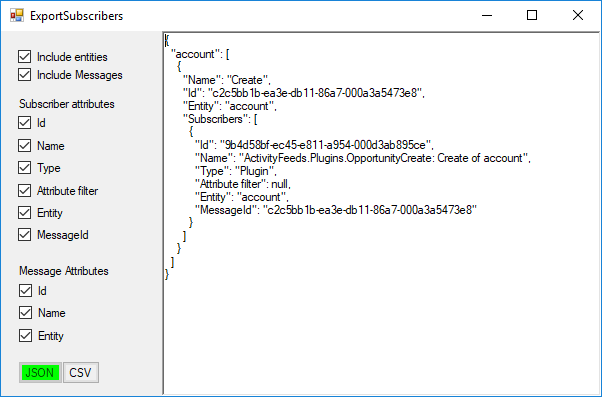 ExportSubscribers
Include entities
Include Messages
Subscriber attributes
Id
Name
Type
Attribute filter
Entity
MessageId
Message Attributes
Id
Name
Entity
JSON CSV
{
"account": [
{
"Name": "Create",
"Id": "c2c5bb1b-ea3e-db11-86a7-000a3a5473e8",
"Entity": "account",
"Subscribers": [
{
"Id": "9b4d58bf-ec45-e811-a954-000d3ab895ce",
"Name": "ActivityFeeds.Plugins.OpportunityCreate: Create of account",
"Type": "Plugin",
"Attribute filter": null,
"Entity": "account",
"MessageId": "c2c5bb1b-ea3e-db11-86a7-000a3a5473e8"
}
]
}
]
}